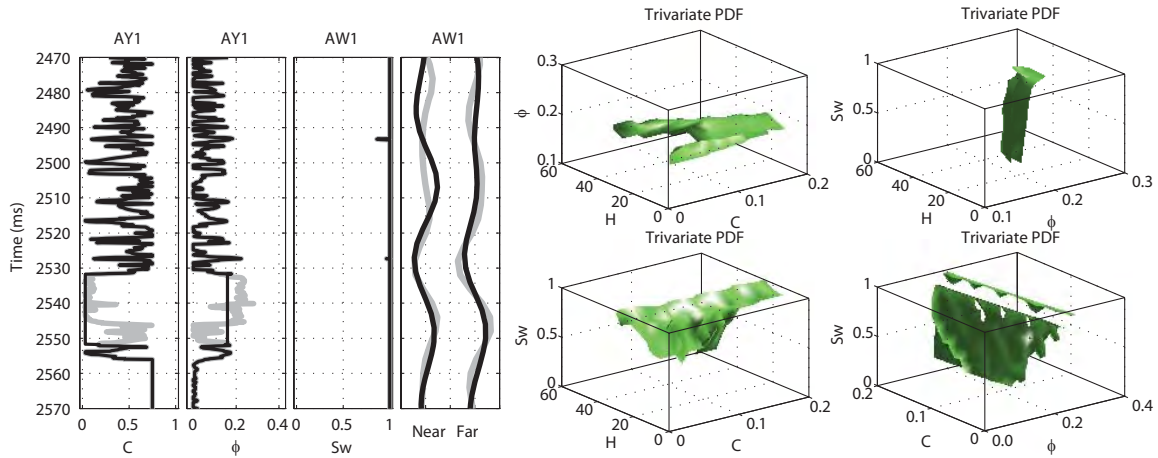 AY1 AY1 AW1 AW1
Time (ms)
2470
2480
2490
2500
2510
2520
2530
2540
2550
2560
2570
0 0.5 1
C
0 0.2 0.4
ϕ
0 0.5 1
Sw
Near Far
Trivariate PDF
ϕ
0.3
0.2
0.1
60 40 20 0
H
0 0.1 0.2
C
Trivariate PDF
Sw
1
0.5
0
60 40 20 0
H
0.1 0.2 0.3
ϕ
Trivariate PDF
Sw
1
0.5
0
60 40 20 0
H
0 0.1 0.2
C
Trivariate PDF
Sw
1
0.5
0
0.2 0.1 0
C
0.0 0.2 0.4
ϕ